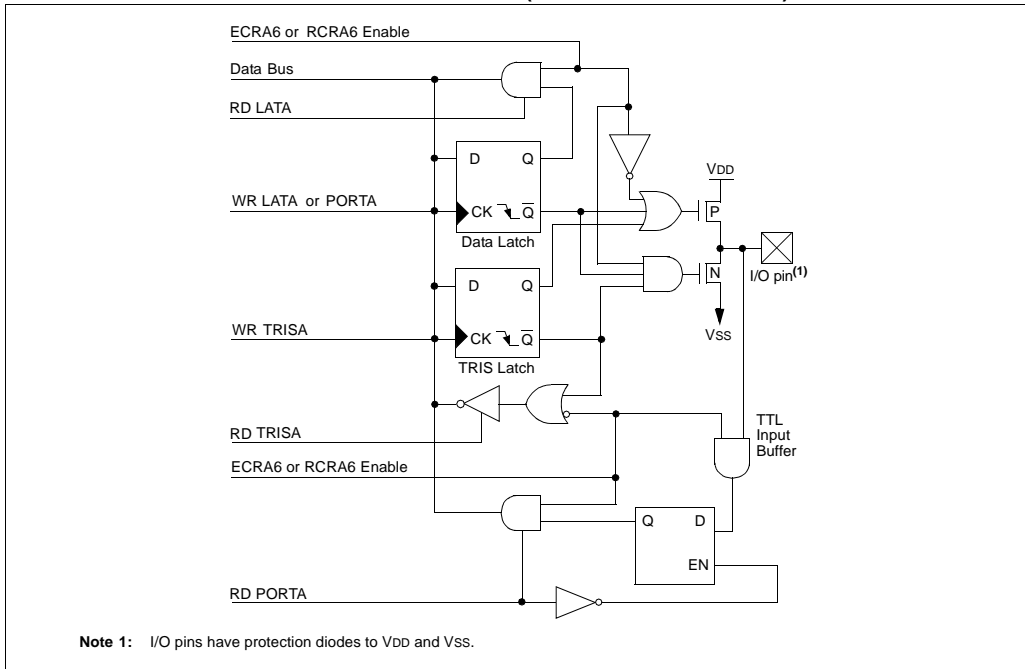 ECRA6 or RCRA6 Enable
Data Bus
RD LATA
D Q
VDD
WR LATA or PORTA
CK Q
P
Data Latch
I/O pin(1)
N
D Q
WR TRISA
CK Q
VSS
TRIS Latch
TTL
Input
Buffer
RD TRISA
ECRA6 or RCRA6 Enable
Q D
EN
RD PORTA
Note 1: I/O pins have protection diodes to VDD and VSS.